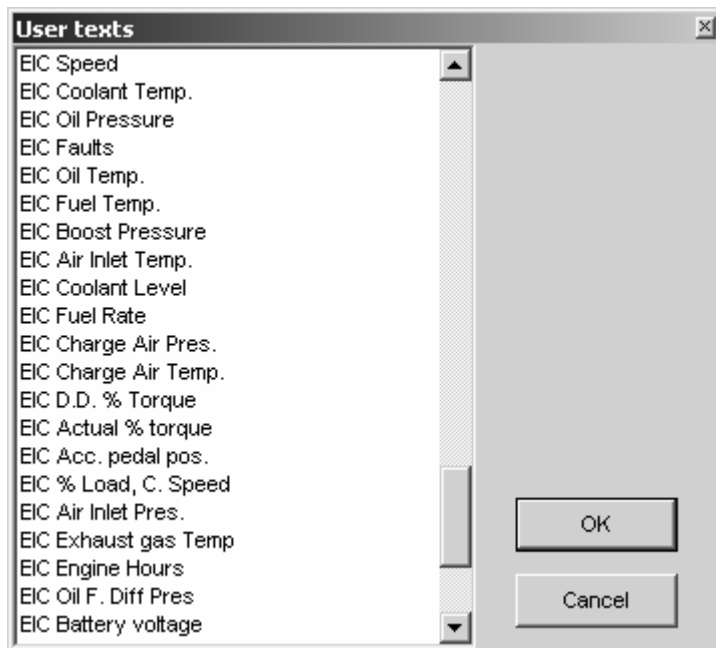 User texts
EIC Speed
EIC Coolant Temp.
EIC Oil Pressure
EIC Faults
EIC Oil Temp.
EIC Fuel Temp.
EIC Boost Pressure
EIC Air Inlet Temp.
EIC Coolant Level
EIC Fuel Rate
EIC Charge Air Pres.
EIC Charge Air Temp.
EIC D.D. % Torque
EIC Actual % torque
EIC Acc. pedal pos.
EIC % Load, C. Speed
EIC Air Inlet Pres.
EIC Exhaust gas Temp
EIC Engine Hours
EIC Oil F. Diff Pres
EIC Battery voltage
OK
Cancel